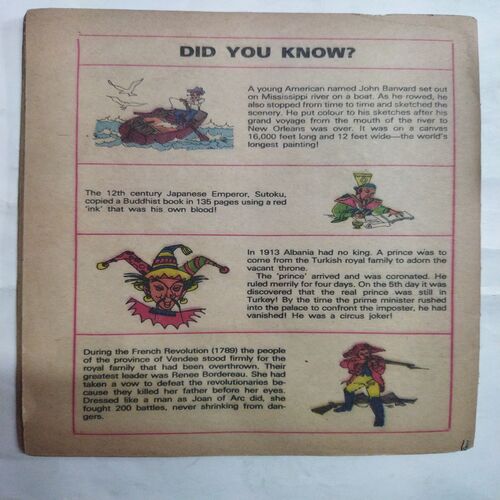 DID YOU KNOW?
A young American named John Banvard set out
on Mississippi river on a boat. As he rowed, he
also stopped from time to time and sketched the
scenery. He put colour to his sketches after his
grand voyage from the mouth of the river to
New Orleans was over. It was on a canvas
16,000 feet long and 12 feet wide—the world's
longest painting!
The 12th century Japanese Emperor, Sutoku,
copied a Buddhist book in 135 pages using a red
'ink' that was his own blood!
In 1913 Albania had no king. A prince was to
come from the Turkish royal family to adorn the
vacant throne.
The 'prince' arrived and was coronated. He
ruled merrily for four days. On the 5th day it was
discovered that the real prince was still in
Turkey! By the time the prime minister rushed
into the palace to confront the imposter, he had
vanished! He was a circus joker!
During the French Revolution (1789) the people
of the province of Vendee stood firmly for the
royal family that had been overthrown. Their
greatest leader was Renee Bordereau. She had
taken a vow to defeat the revolutionaries be-
cause they killed her father before her eyes.
Dressed like a man as Joan of Arc did, she
fought 200 battles, never shrinking from dan-
gers.